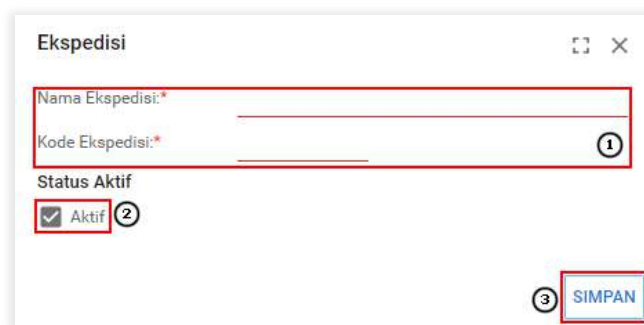 Ekspedisi
Nama Ekspedisi:*
Kode Ekspedisi:*
1
Status Aktif
Aktif 2
3 SIMPAN